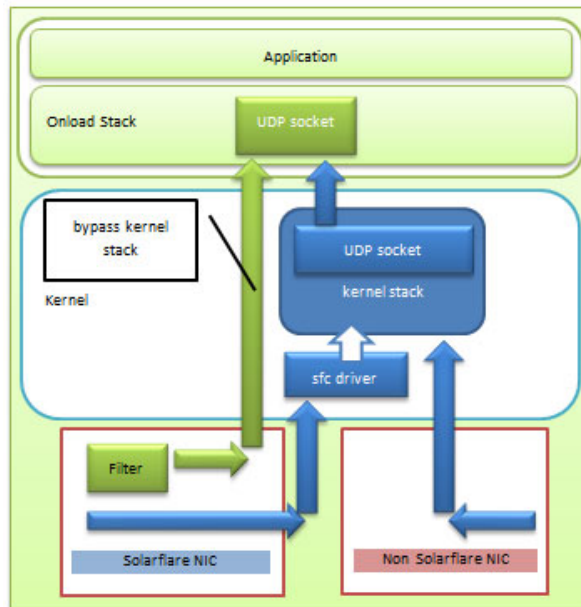 Application
Onload Stack
UDP socket
bypass kernel
stack
UDP socket
kernel stack
Kernel
sfc driver
Filter
Solarflare NIC
Non Solarflare NIC